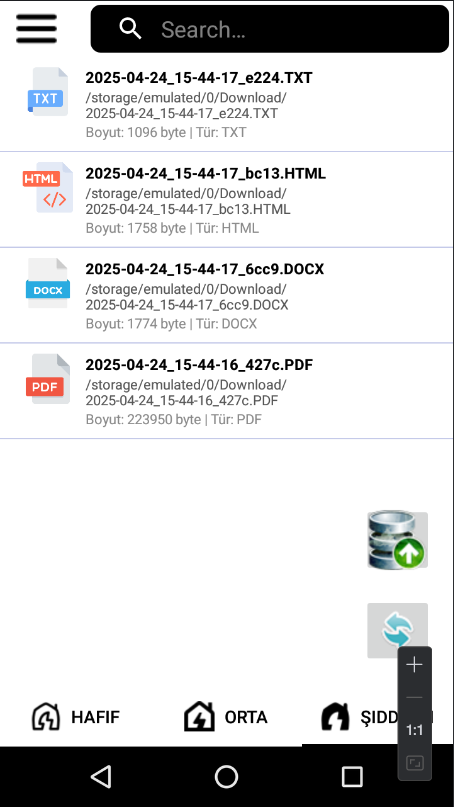 Search...
2025-04-24_15-44-17_e224.TXT
TXT
/storage/emulated/0/Download/
2025-04-24_15-44-17_e224.TXT
Boyut: 1096 byte | Tür: TXT
2025-04-24_15-44-17_bc13.HTML
HTML
</>
/storage/emulated/0/Download/
2025-04-24_15-44-17_bc13.HTML
Boyut: 1758 byte | Tür: HTML
2025-04-24_15-44-17_6cc9.DOCX
DOCX
/storage/emulated/0/Download/
2025-04-24_15-44-17_6cc9.DOCX
Boyut: 1774 byte | Tür: DOCX
2025-04-24_15-44-16_427c.PDF
PDF
/storage/emulated/0/Download/
2025-04-24_15-44-16_427c.PDF
Boyut: 223950 byte | Tür: PDF
HAFIF
ORTA
1:1